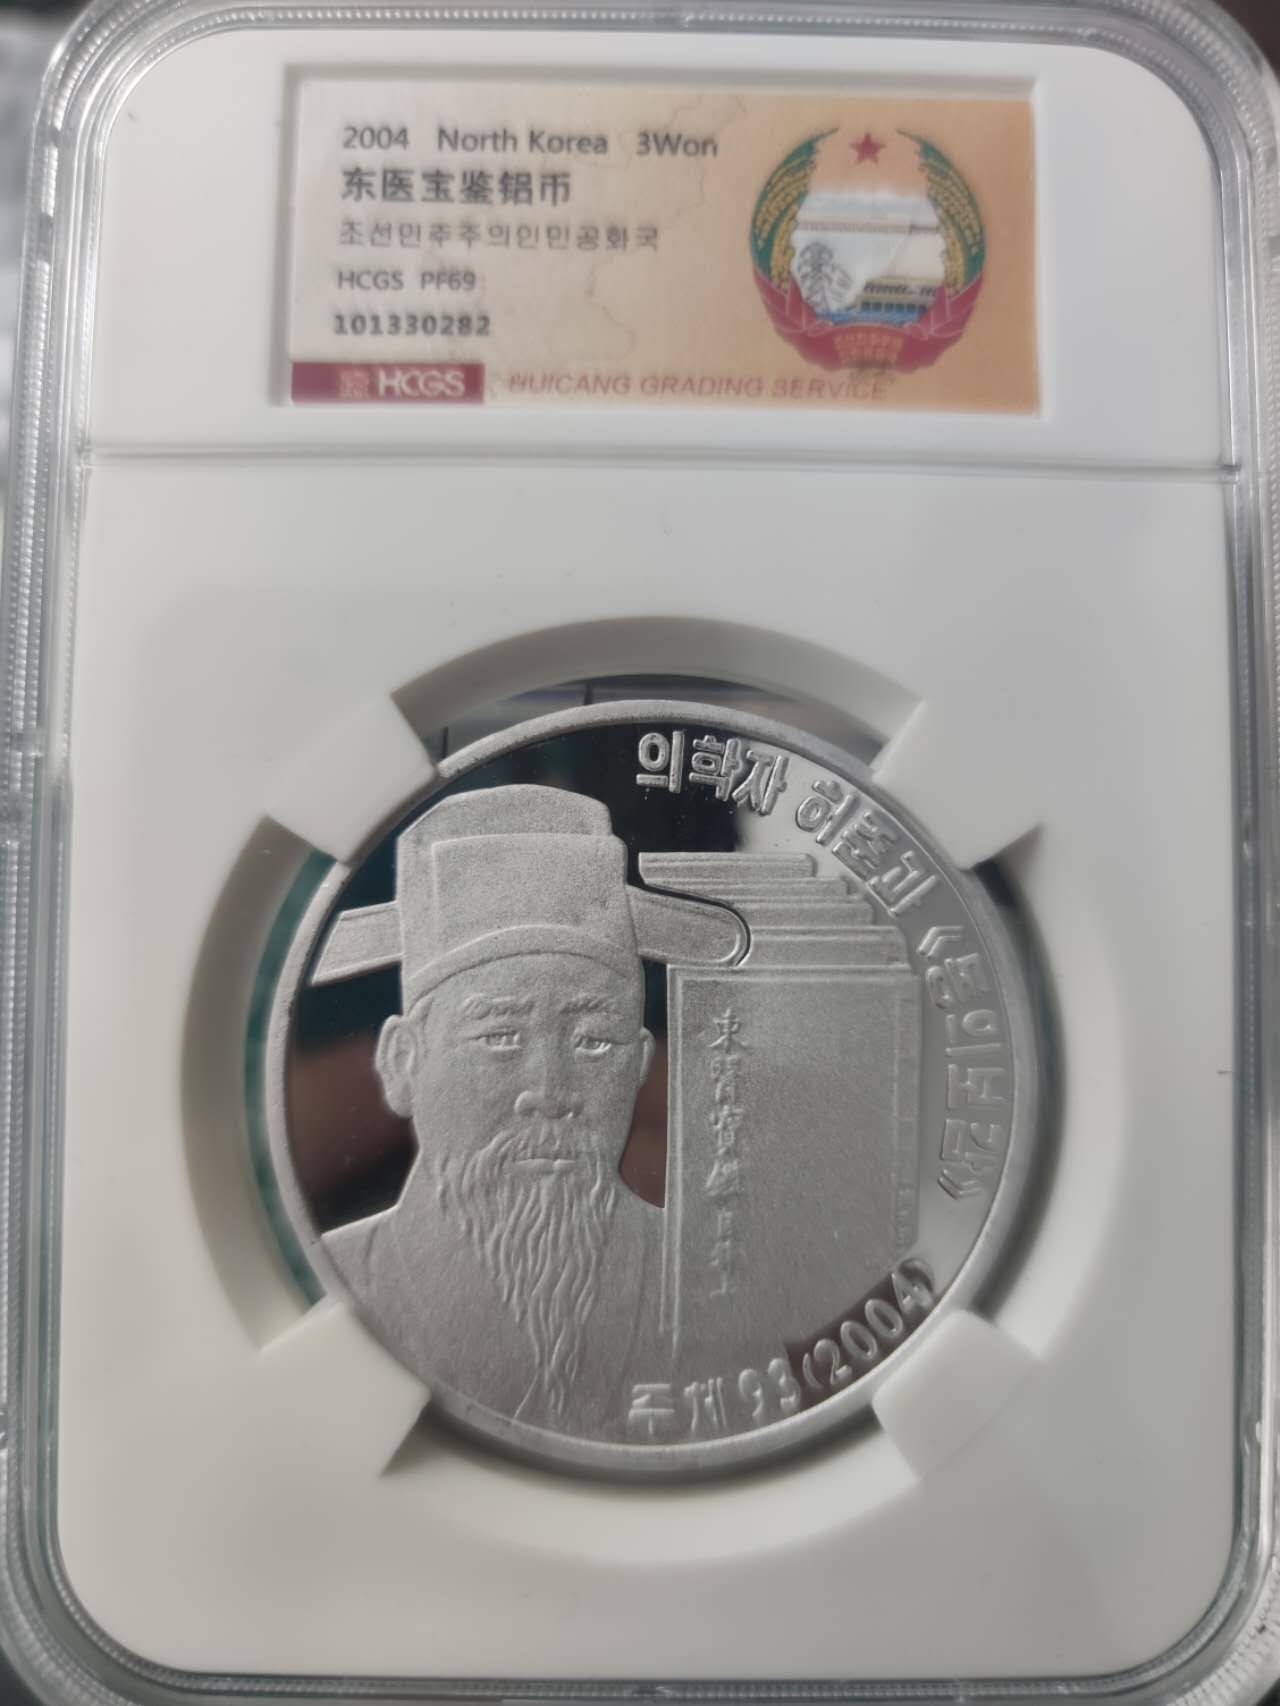 2004 North Korea 3Won
东医宝鉴铝币
조선민주주의인민공화국
HCGS PF69
101330282
HCGS HUICANG GRADING SERVICE
의학자 허준과
주체93(2004)